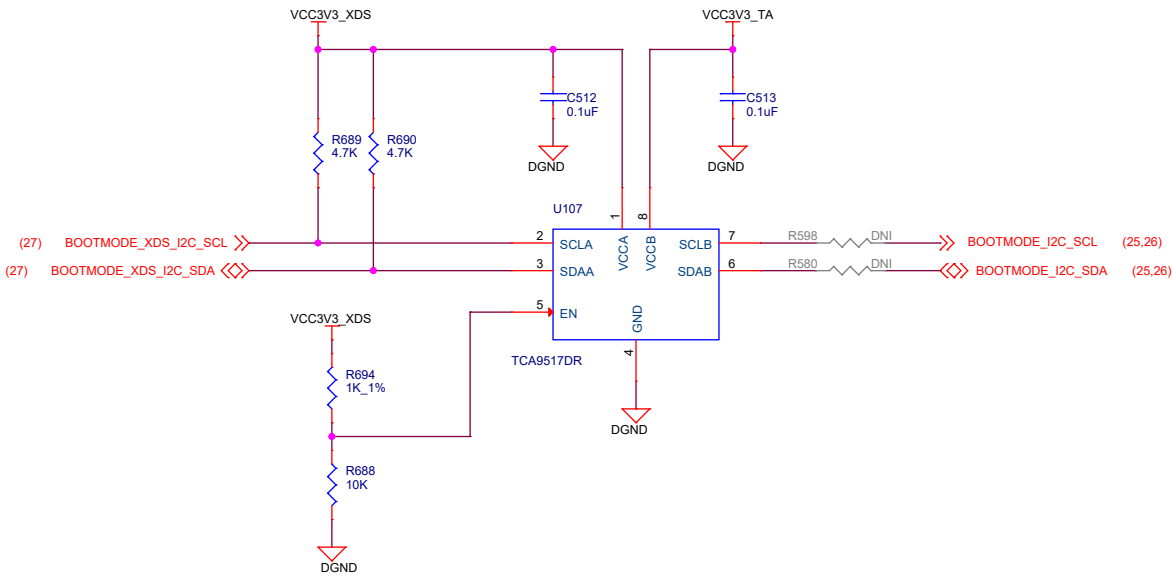 VCC3V3_XDS
VCC3V3_TA
C512
0.1uF
C513
0.1uF
R689
4.7K
R690
4.7K
DGND
DGND
U107
1
8
(27) BOOTMODE_XDS_I2C_SCL
2
SCLA
VCCA
VCCB
SCLB
7
R598
DNI
BOOTMODE_I2C_SCL (25,26)
(27) BOOTMODE_XDS_I2C_SDA
3
SDAA
SDAB
6
R580
DNI
BOOTMODE_I2C_SDA (25,26)
5
EN
GND
VCC3V3_XDS
4
TCA9517DR
R694
1K_1%
DGND
R688
10K
DGND